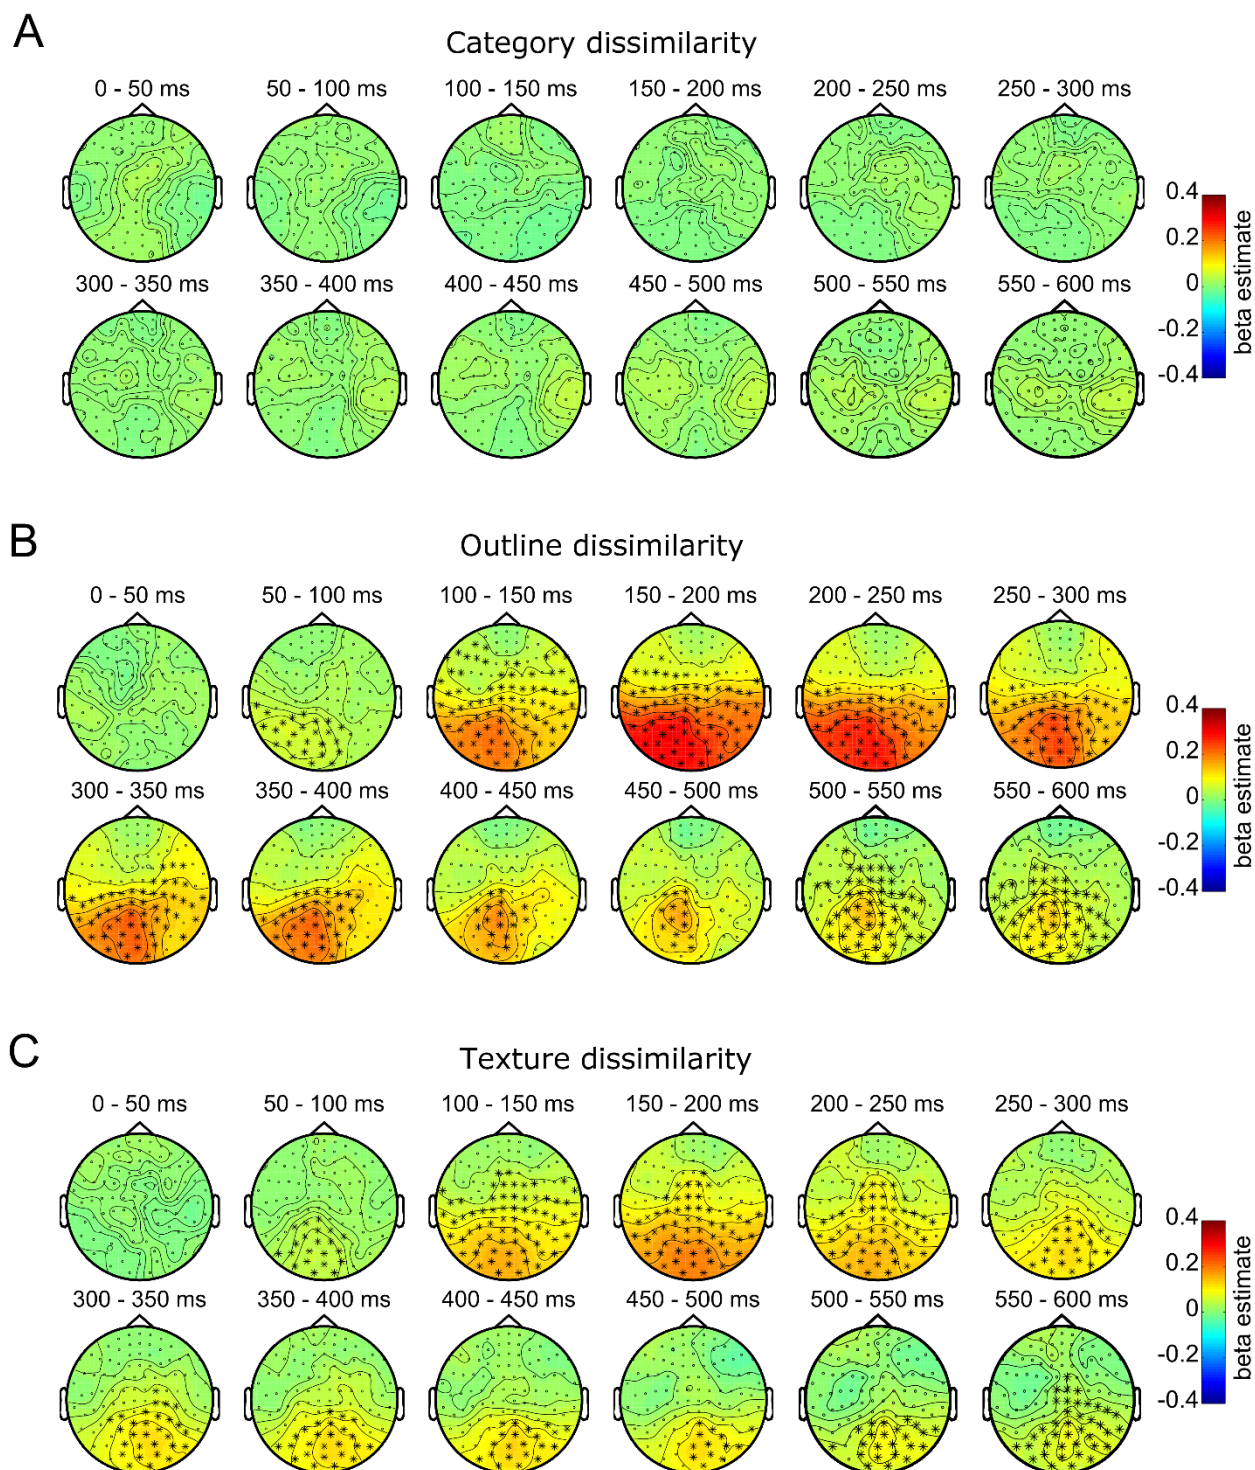 A
Category dissimilarity
0 - 50 ms
50 - 100 ms
100 - 150 ms
150 - 200 ms
200 - 250 ms
250 - 300 ms
300 - 350 ms
350 - 400 ms
400 - 450 ms
450 - 500 ms
500 - 550 ms
550 - 600 ms
0.4
0.2
0
-0.2
-0.4
beta estimate
B
Outline dissimilarity
0 - 50 ms
50 - 100 ms
100 - 150 ms
150 - 200 ms
200 - 250 ms
250 - 300 ms
300 - 350 ms
350 - 400 ms
400 - 450 ms
450 - 500 ms
500 - 550 ms
550 - 600 ms
0.4
0.2
0
-0.2
-0.4
beta estimate
C
Texture dissimilarity
0 - 50 ms
50 - 100 ms
100 - 150 ms
150 - 200 ms
200 - 250 ms
250 - 300 ms
300 - 350 ms
350 - 400 ms
400 - 450 ms
450 - 500 ms
500 - 550 ms
550 - 600 ms
0.4
0.2
0
-0.2
-0.4
beta estimate